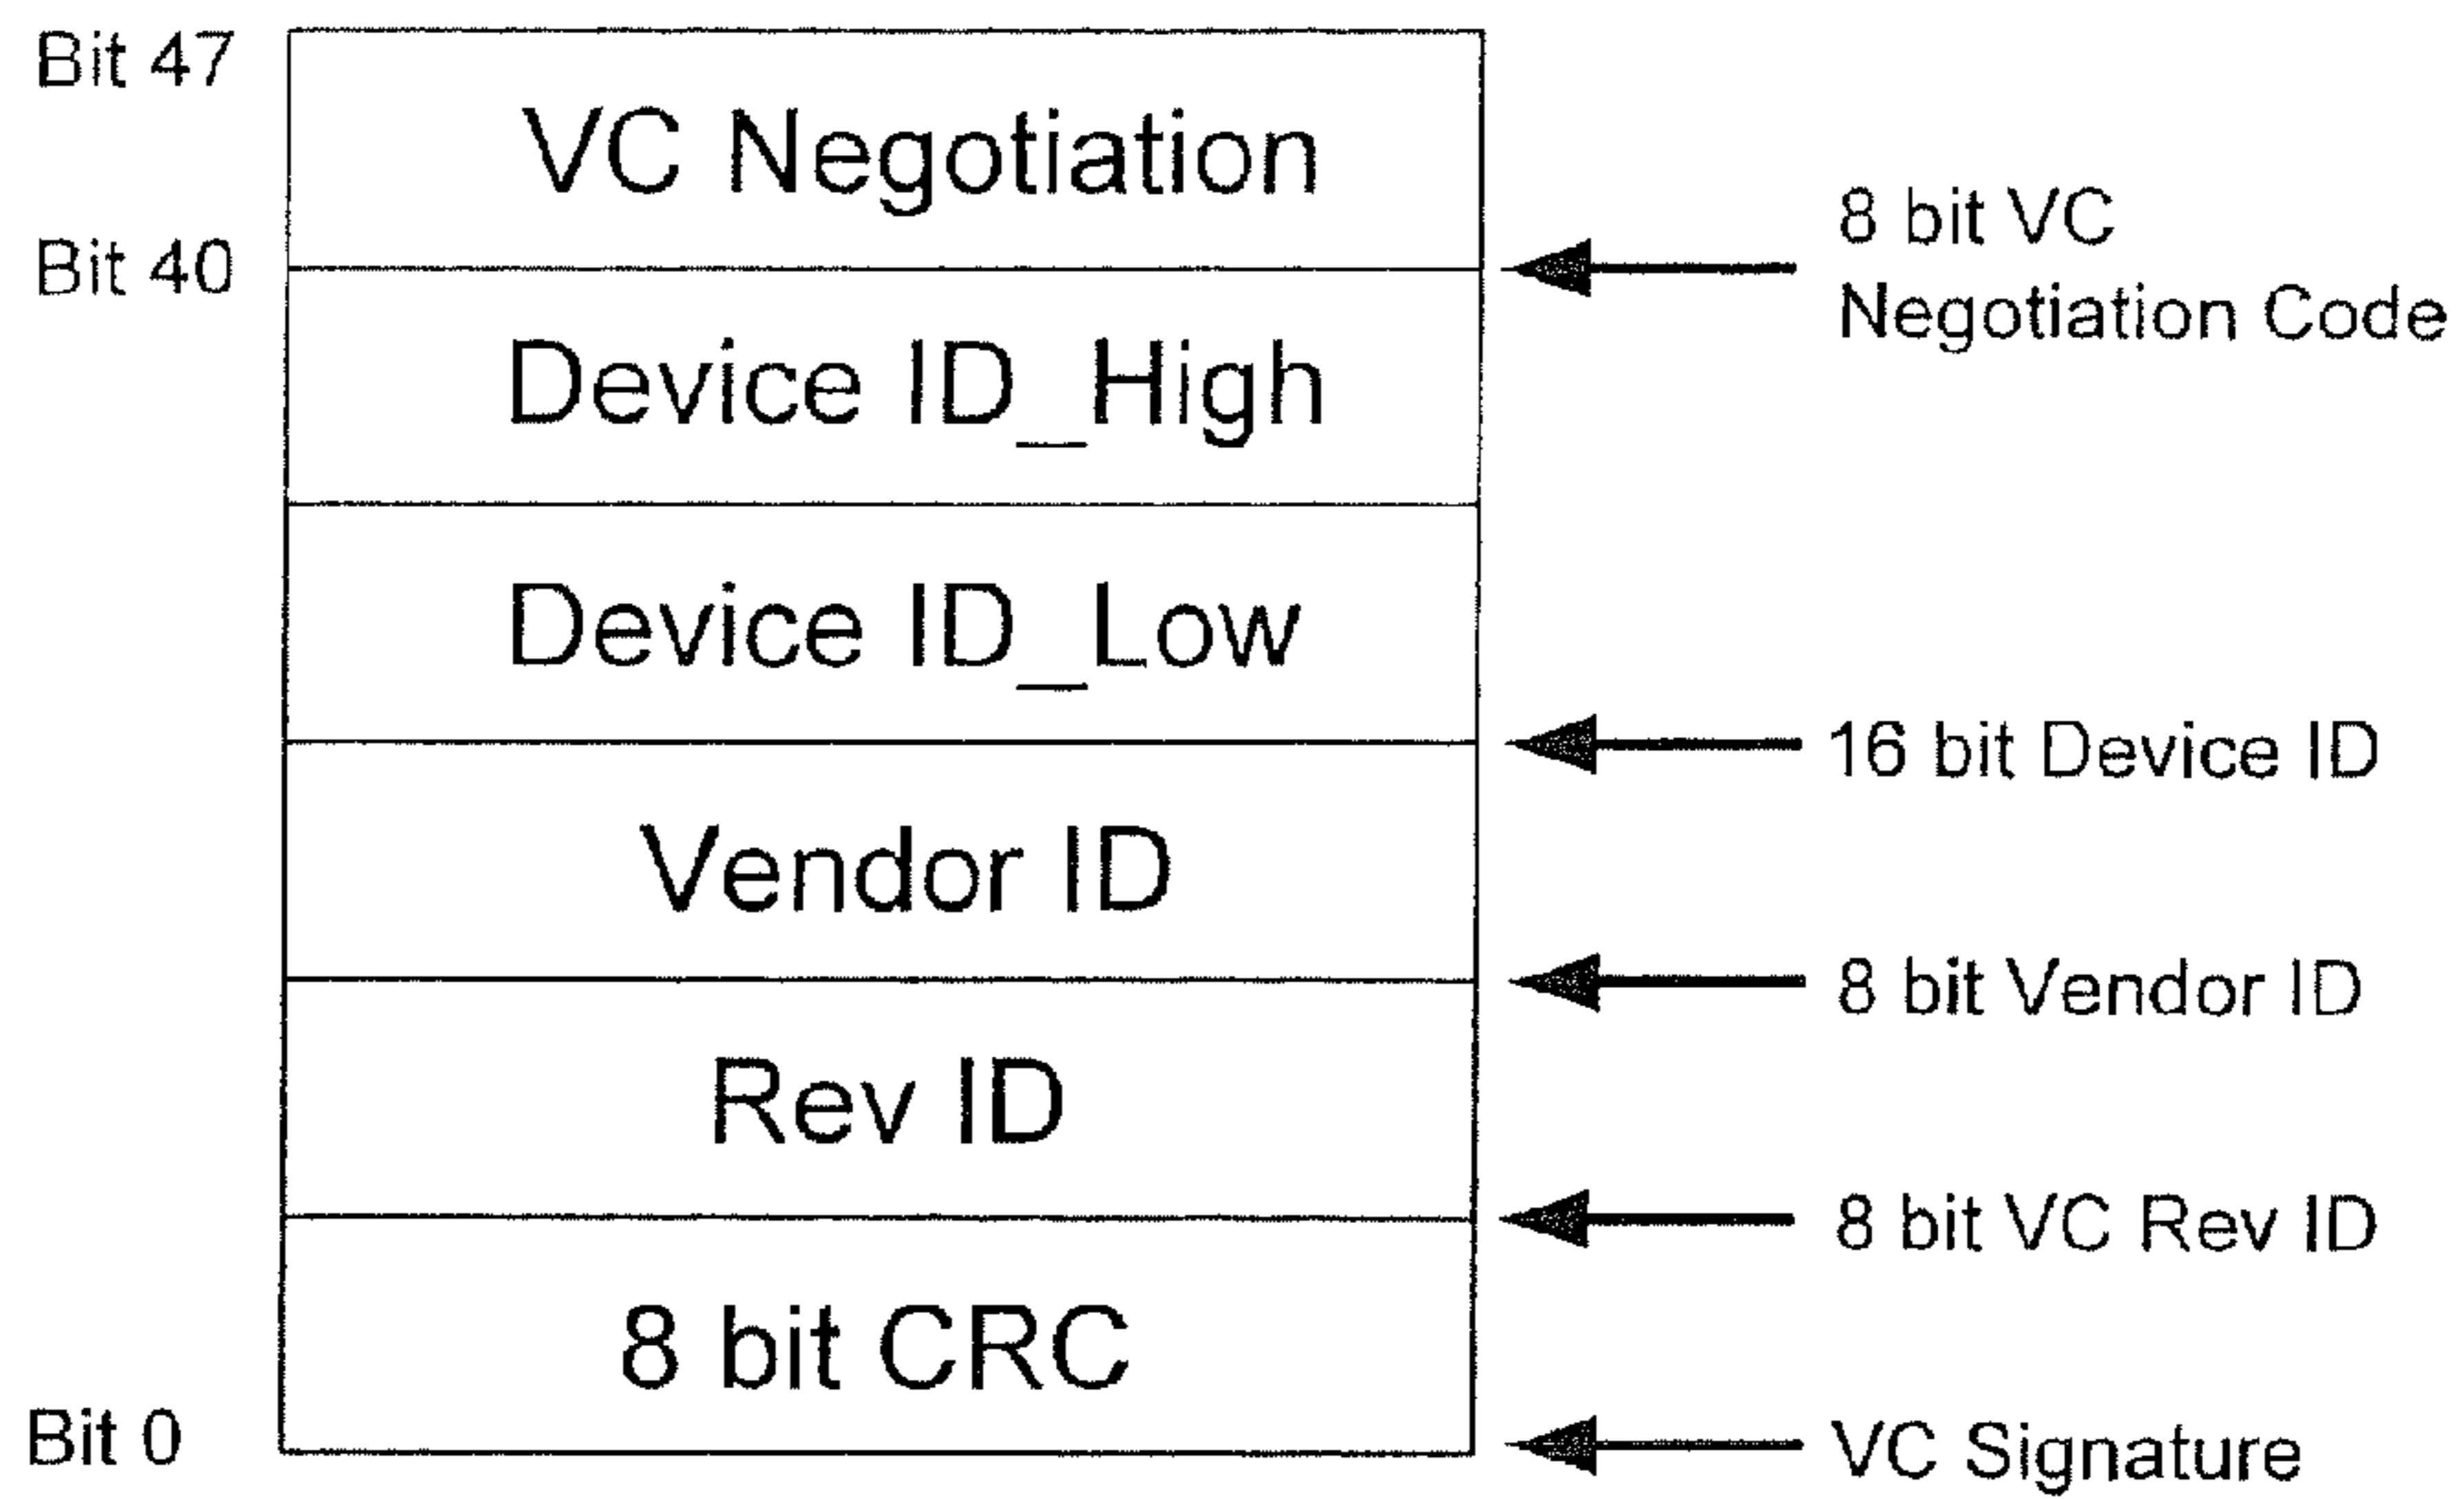 Bit 47
VC Negotiation
8 bit VC
Negotiation Code
Bit 40
Device ID_High
Device ID_Low
16 bit Device ID
Vendor ID
8 bit Vendor ID
Rev ID
8 bit VC Rev ID
8 bit CRC
Bit 0
VC Signature